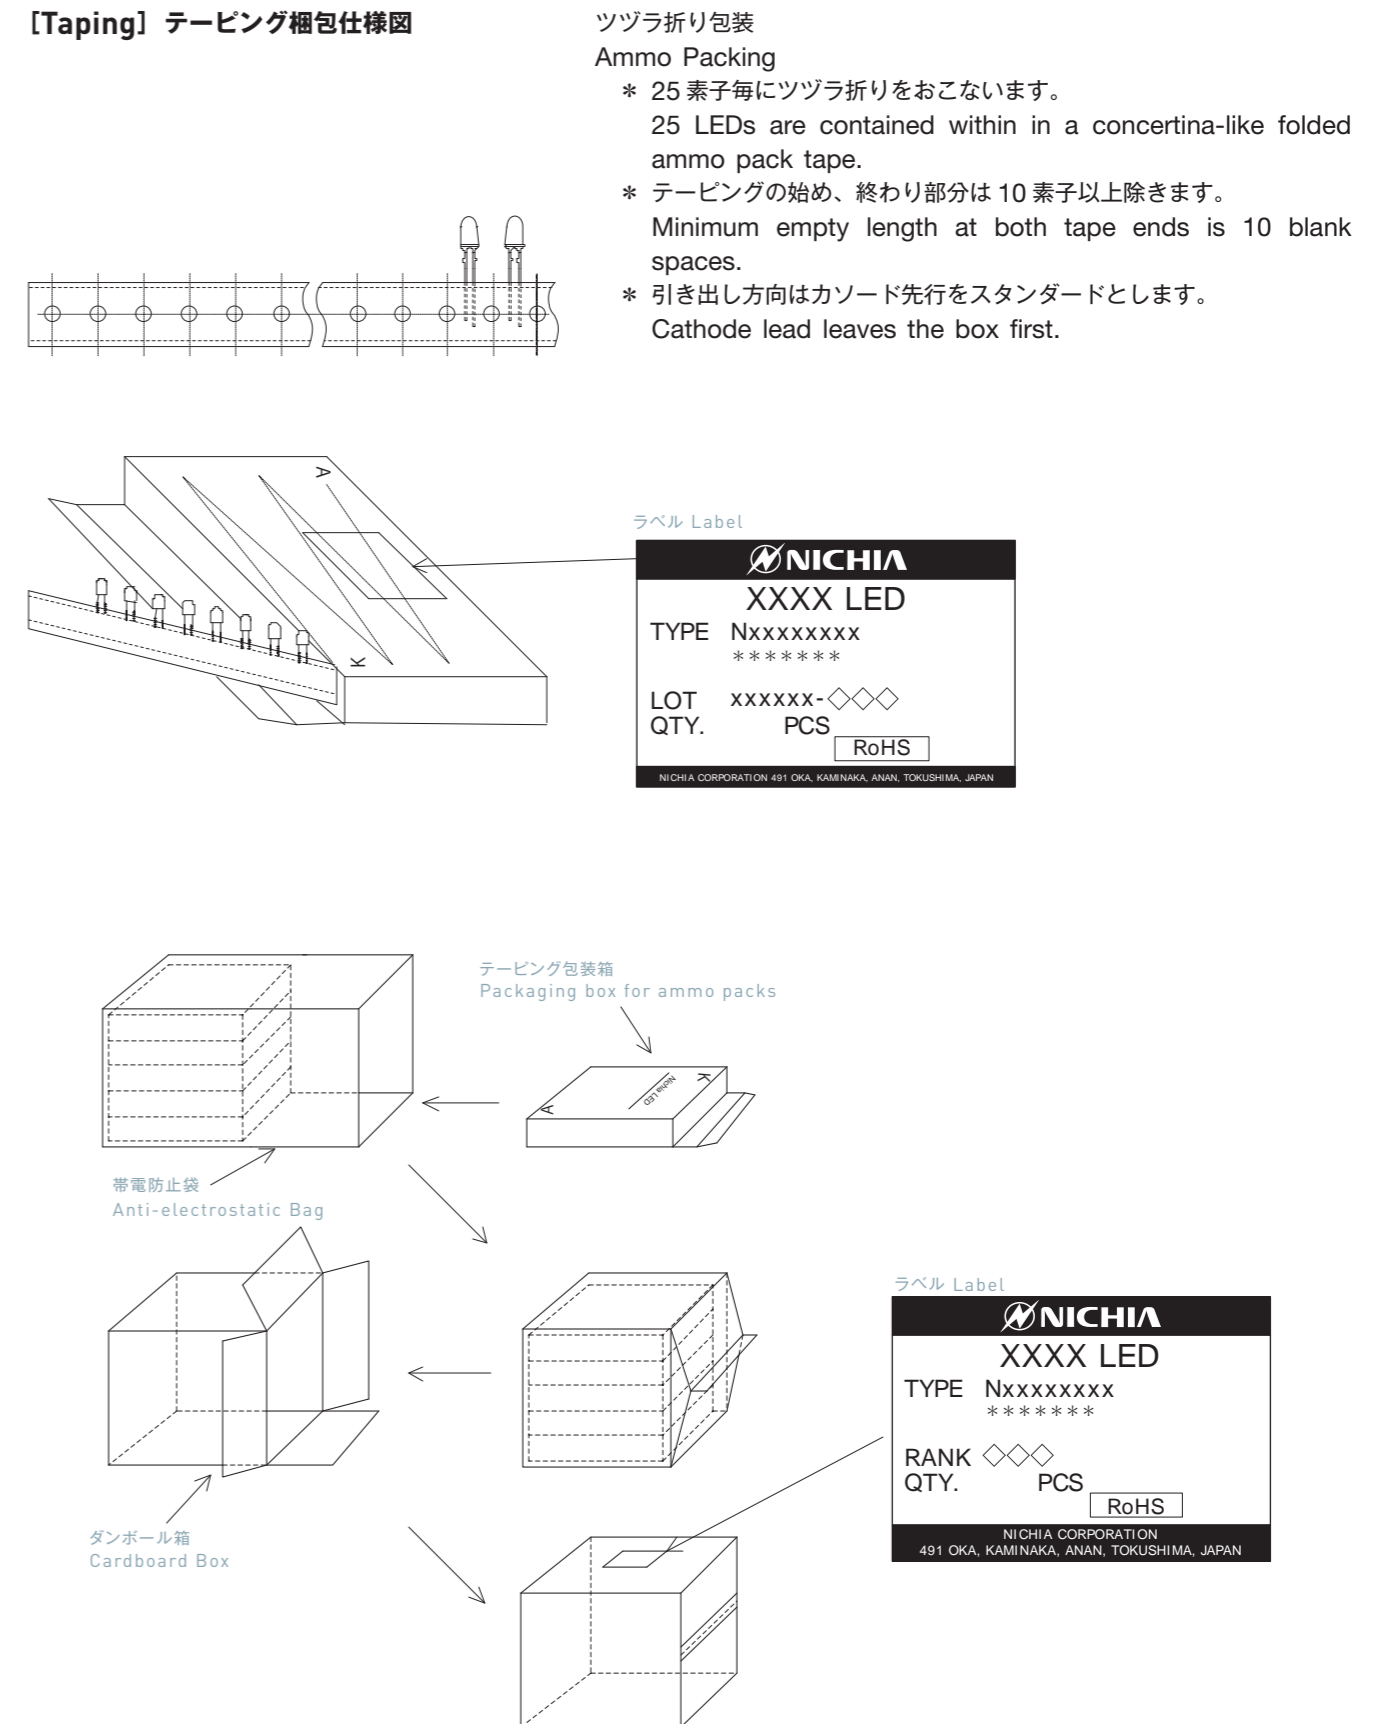 [Taping] テーピング梱包仕様図
ツヅラ折り包装
Ammo Packing
＊ 25 素子毎にツヅラ折りをおこないます。
25 LEDs are contained within in a concertina-like folded
ammo pack tape.
＊ テーピングの始め、終わり部分は 10 素子以上除きます。
Minimum empty length at both tape ends is 10 blank
spaces.
＊ 引き出し方向はカソード先行をスタンダードとします。
Cathode lead leaves the box first.
A
K
ラベル Label
NICHIA
XXXX LED
TYPE Nxxxxxxxx
＊＊＊＊＊＊＊
LOT xxxxxx-◇◇◇
QTY. PCS
RoHS
NICHIA CORPORATION 491 OKA, KAMINAKA, ANAN, TOKUSHIMA, JAPAN
テーピング包装箱
Packaging box for ammo packs
K
Nichia LED
A
帯電防止袋
Anti-electrostatic Bag
ラベル Label
NICHIA
XXXX LED
TYPE Nxxxxxxxx
＊＊＊＊＊＊＊
RANK ◇◇◇
QTY. PCS
RoHS
NICHIA CORPORATION
491 OKA, KAMINAKA, ANAN, TOKUSHIMA, JAPAN
ダンボール箱
Cardboard Box